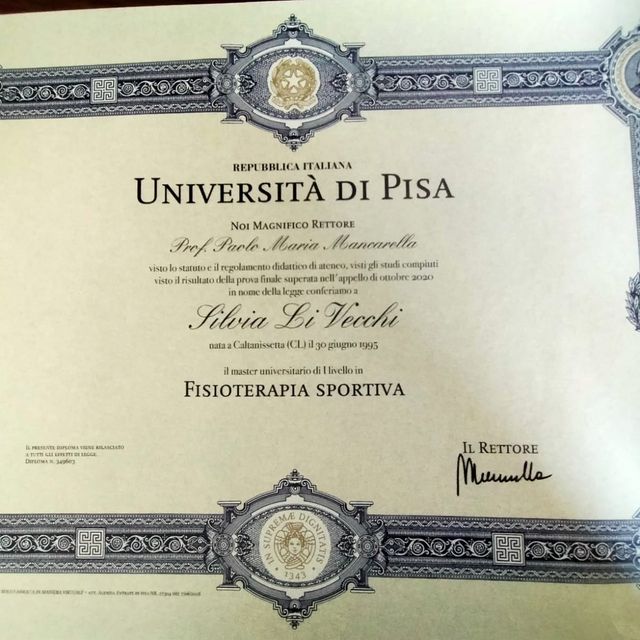 REPUBBLICA ITALIANA
UNIVERSITÀ DI PISA
NOI MAGNIFICO RETTORE
Prof. Paolo Maria Mancarella
visto lo statuto e il regolamento didattico di ateneo, visti gli studi compiuti
visto il risultato della prova finale superata nell'appello di ottobre 2020
in nome della legge conferiamo a
Silvia Li Vecchi
nata a Caltanissetta (CL) il 30 giugno 1995
il master universitario di I livello in
FISIOTERAPIA SPORTIVA
IL PRESENTE DIPLOMA VIENE RILASCIATO
A TUTTI GLI EFFETTI DI LEGGE.
DIPLOMA N. 349603
IL RETTORE
IN SUPREMÆ DIGNITATIS
1343